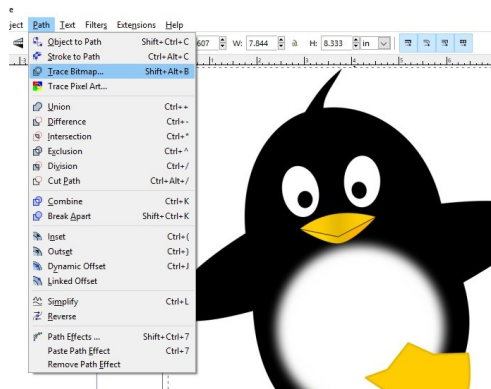 e
ject Path Text Filters Extensions Help
607 W: 7.844 H: 8.333 in
Object to Path Shift+Ctrl+C
Stroke to Path Ctrl+Alt+C
Trace Bitmap... Shift+Alt+B
Trace Pixel Art...
Union Ctrl++
Difference Ctrl+-
Intersection Ctrl+*
Exclusion Ctrl+^
Division Ctrl+/
Cut Path Ctrl+Alt+/
Combine Ctrl+K
Break Apart Shift+Ctrl+K
Inset Ctrl+(
Outset Ctrl+)
Dynamic Offset Ctrl+J
Linked Offset
Simplify Ctrl+L
Reverse
Path Effects ... Shift+Ctrl+7
Paste Path Effect Ctrl+7
Remove Path Effect